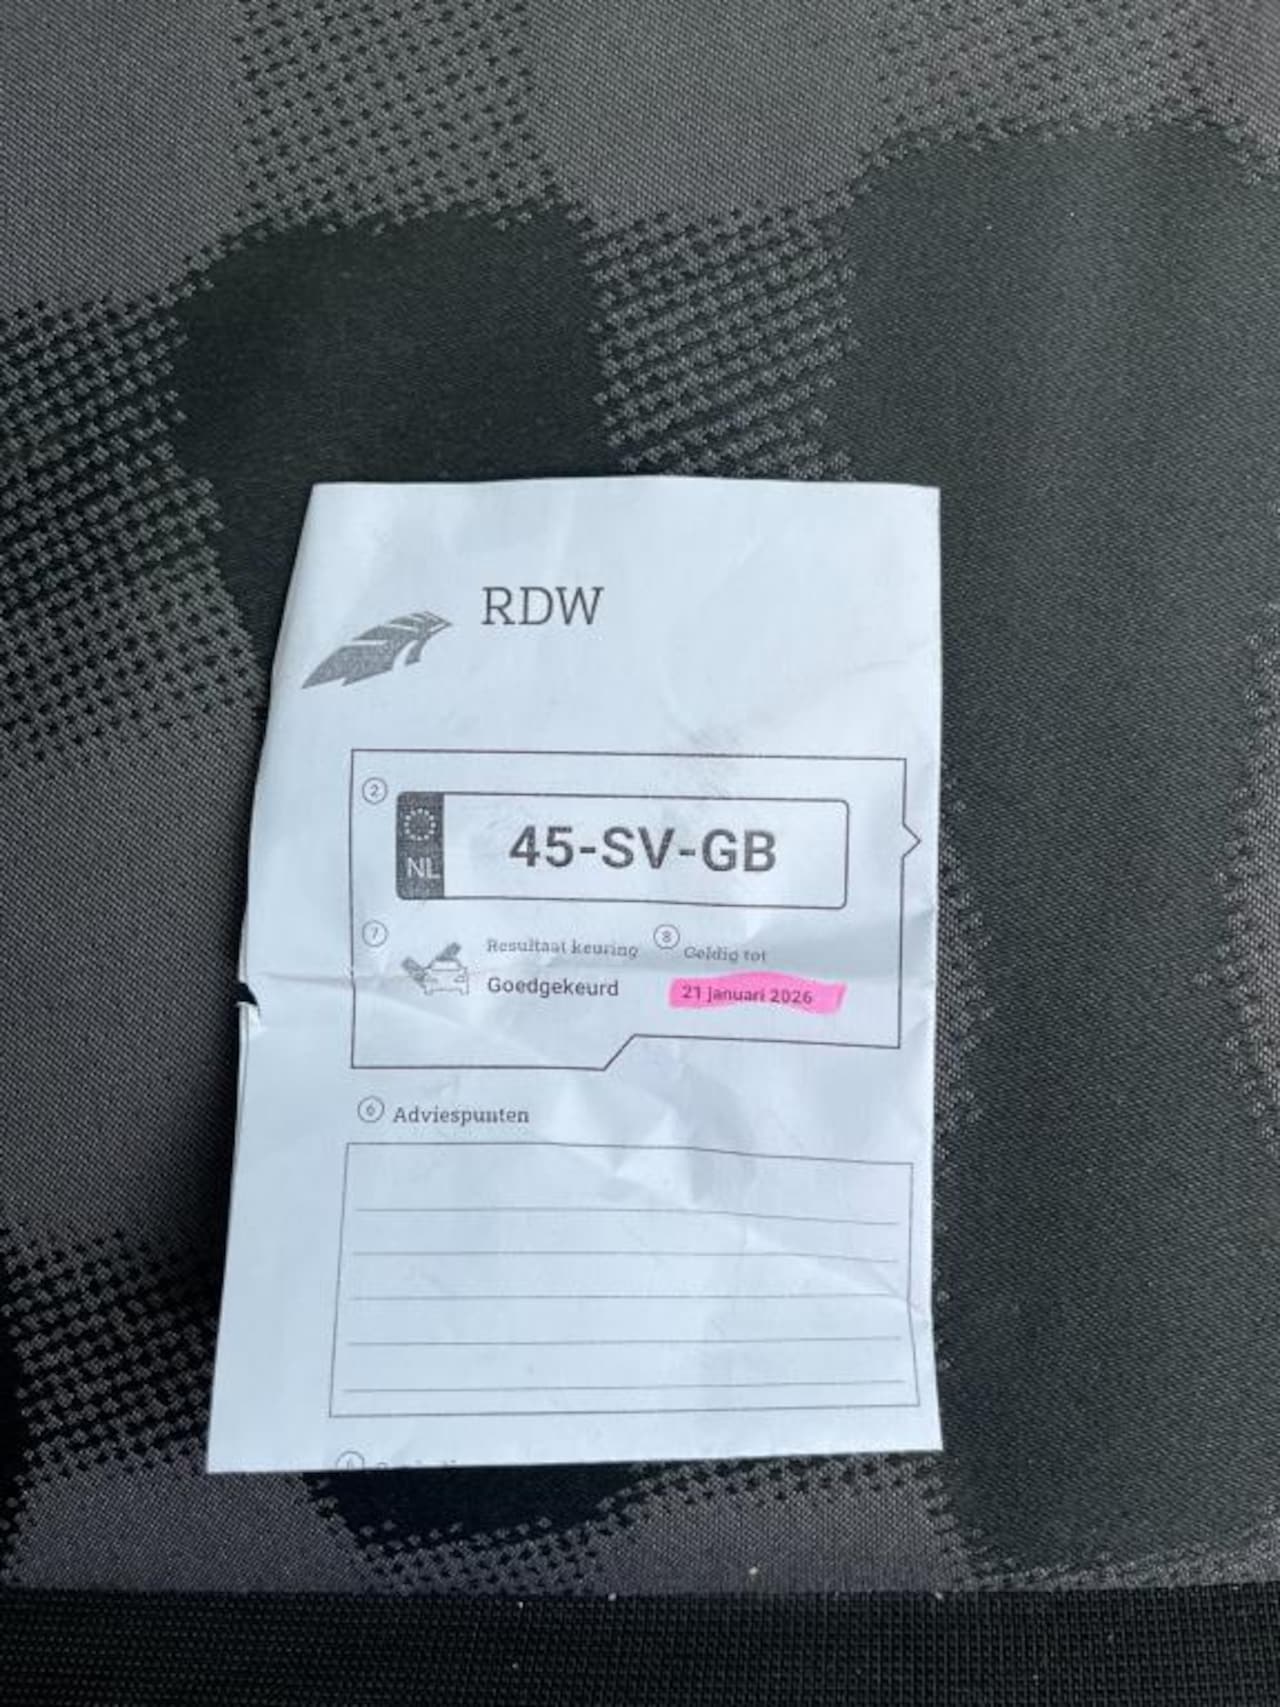 RDW
2
NL
45-SV-GB
7 Resultaat keuring 8 Geldig tot
Goedgekeurd 21 januari 2026
6 Adviespunten